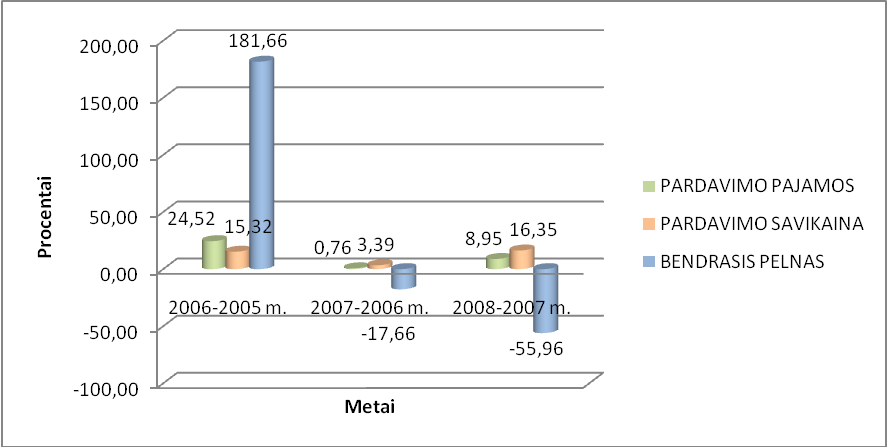 200,00
150,00
100,00
50,00
0,00
-50,00
-100,00
Procentai
181,66
24,52
15,32
0,76
3,39
-17,66
8,95
16,35
-55,96
2006-2005 m.
2007-2006 m.
2008-2007 m.
Metai
PARDAVIMO PAJAMOS
PARDAVIMO SAVIKAINA
BENDRASIS PELNAS